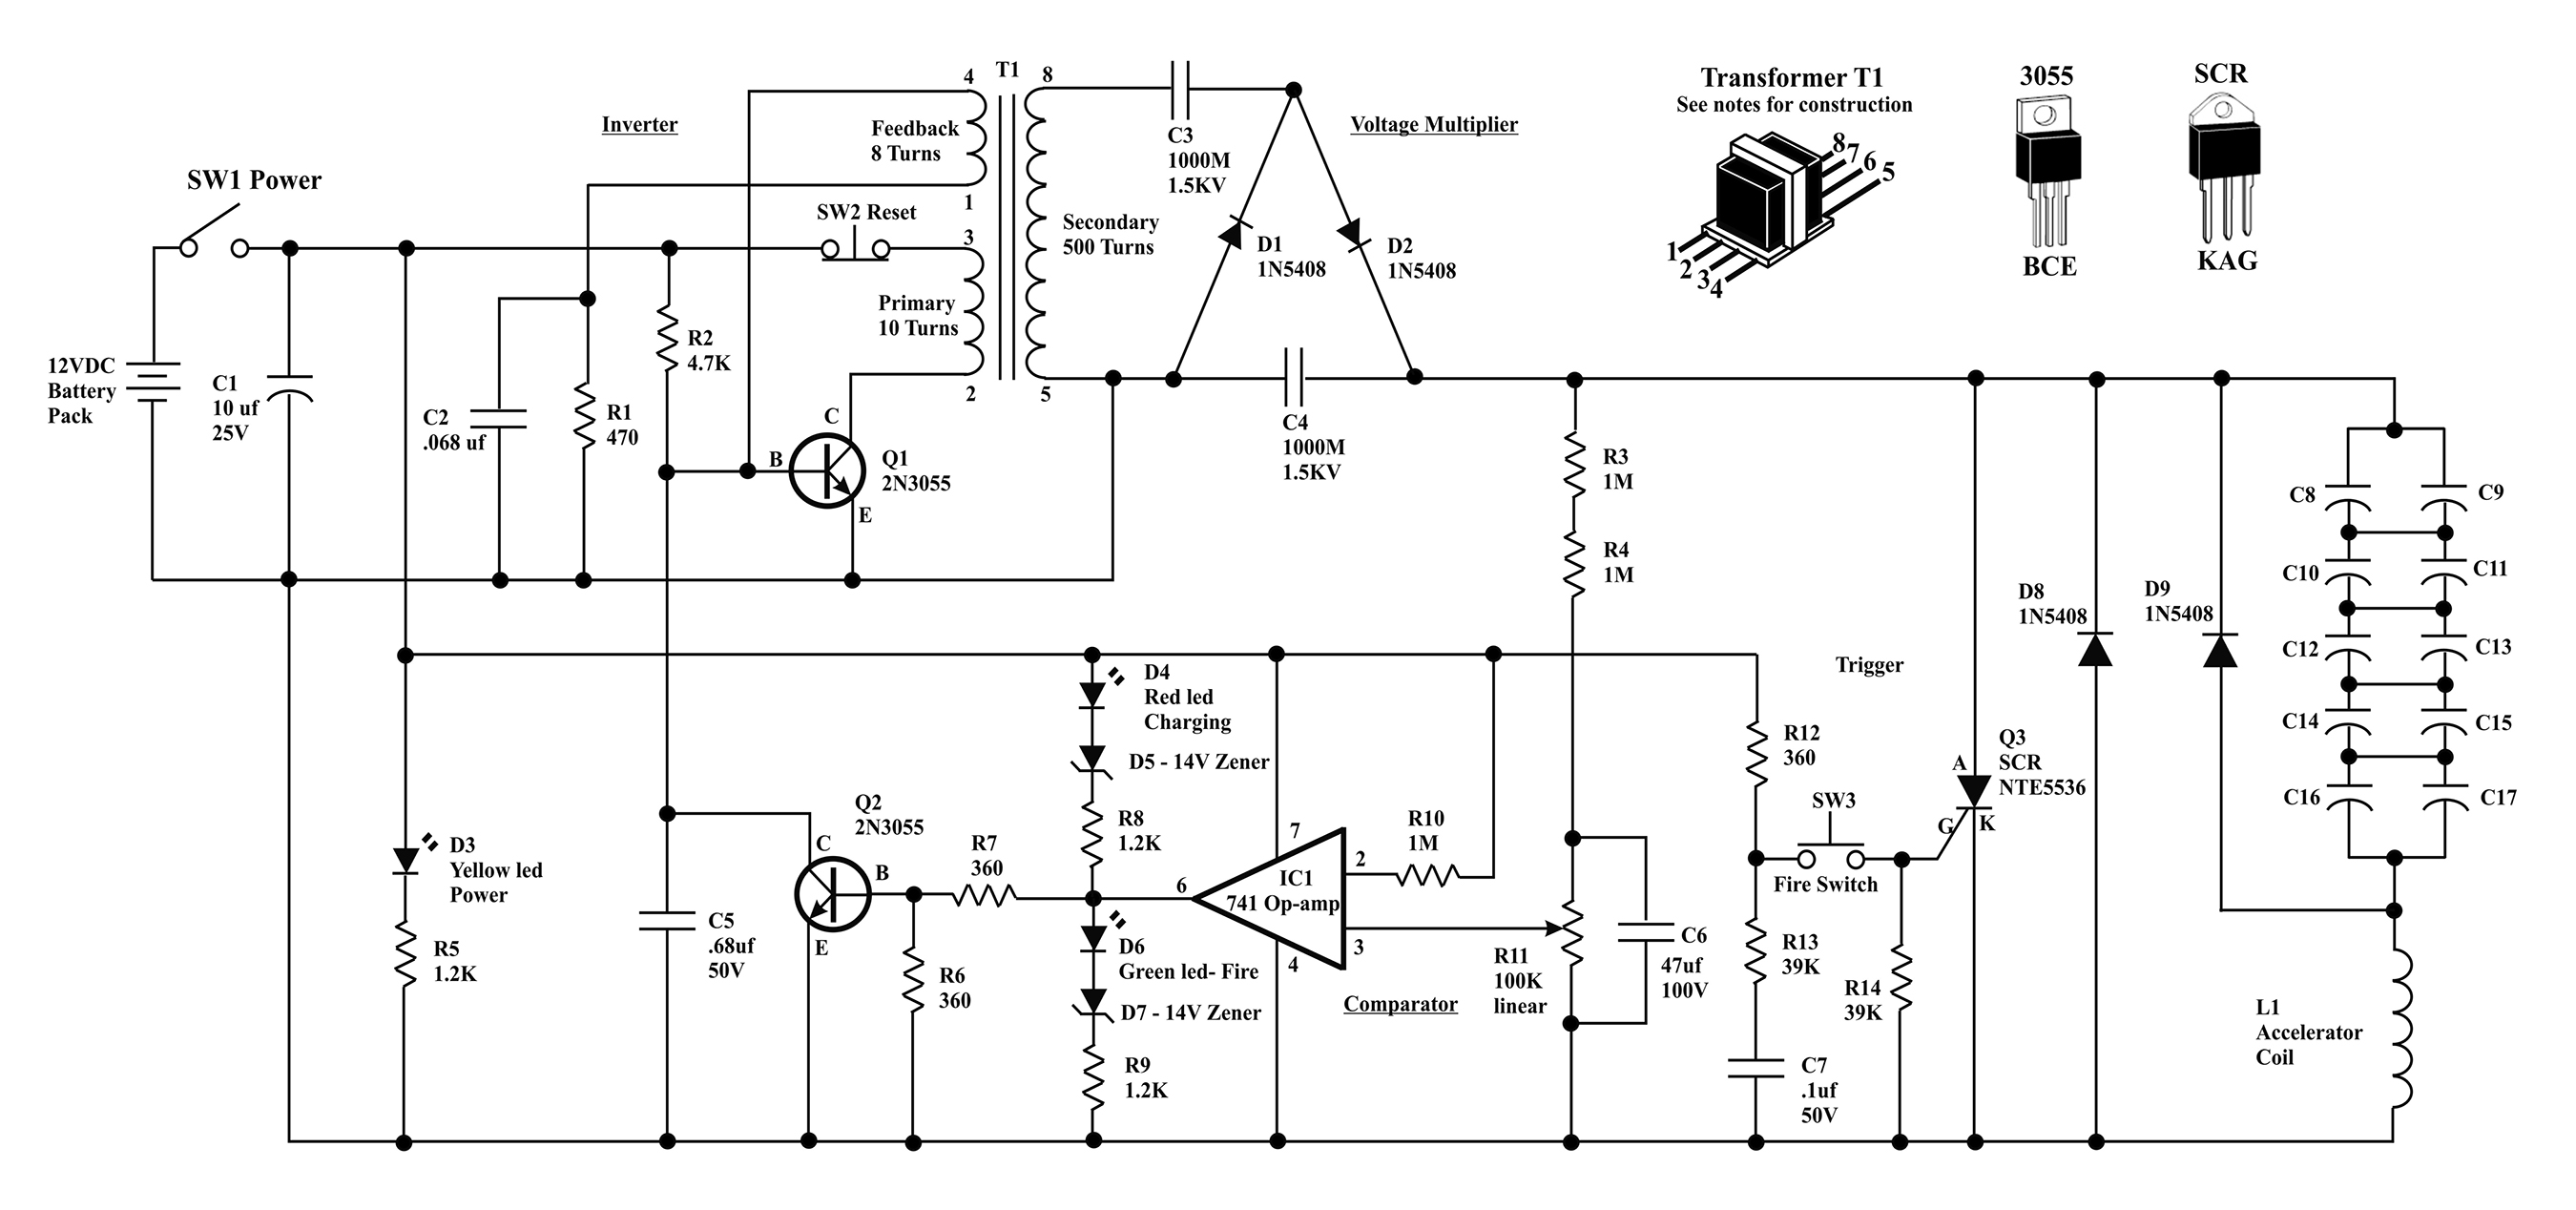 T1
4
8
Feedback
8 Turns
1
Inverter
SW1 Power
SW2 Reset
3
Primary
10 Turns
2
Secondary
500 Turns
5
C3
1000M
1.5KV
Voltage Multiplier
D1
1N5408
D2
1N5408
C4
1000M
1.5KV
Transformer T1
See notes for construction
8
7
6
5
1
2
3
4
3055
BCE
SCR
KAG
12VDC
Battery
Pack
C1
10 uf
25V
C2
.068 uf
R1
470
R2
4.7K
C
B
E
Q1
2N3055
R3
1M
R4
1M
C8
C9
C10
C11
C12
C13
C14
C15
C16
C17
D8
1N5408
D9
1N5408
Trigger
D4
Red led
Charging
D5 - 14V Zener
R8
1.2K
Q2
2N3055
C
B
E
R7
360
R6
360
D3
Yellow led
Power
R5
1.2K
C5
.68uf
50V
6
7
2
3
4
IC1
741 Op-amp
R10
1M
D6
Green led- Fire
D7 - 14V Zener
R9
1.2K
Comparator
R11
100K
linear
C6
47uf
100V
R12
360
SW3
Fire Switch
R13
39K
R14
39K
C7
.1uf
50V
A
G
K
Q3
SCR
NTE5536
L1
Accelerator
Coil